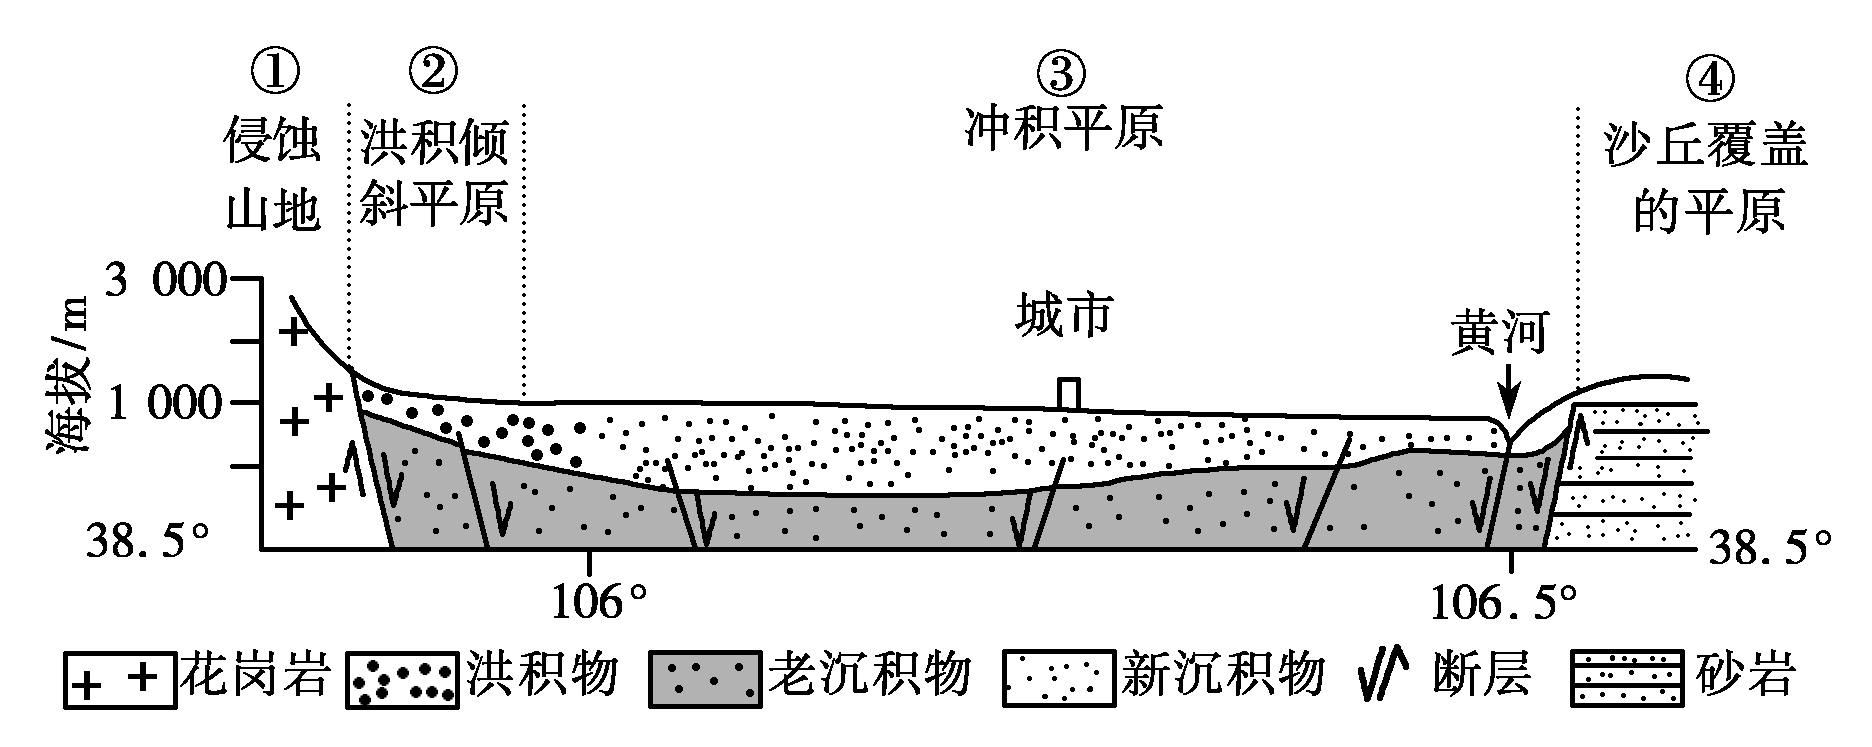 ① ② ③ ④
侵蚀
山地
洪积倾
斜平原
冲积平原
沙丘覆盖
的平原
海拔/m
3 000
1 000
城市
黄河
38.5°
38.5°
106°
106.5°
花岗岩 洪积物 老沉积物 新沉积物 断层 砂岩